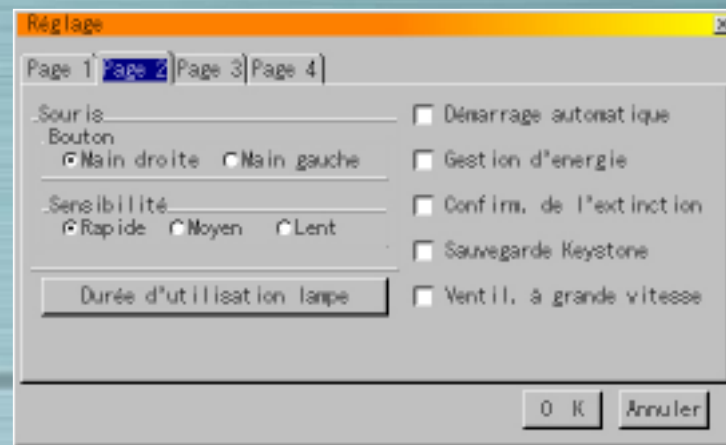 Réglage
Page 1 Page 2 Page 3 Page 4
Souris
Bouton
Main droite Main gauche
Sensibilité
Rapide Moyen Lent
Durée d'utilisation lampe
Démarrage automatique
Gestion d'energie
Confirm. de l'extinction
Sauvegarde Keystone
Ventil. à grande vitesse
O K Annuler